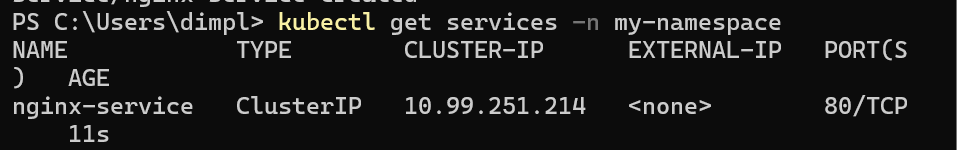 service/nginx-service created
PS C:\Users\dimpl> kubectl get services -n my-namespace
NAME            TYPE        CLUSTER-IP      EXTERNAL-IP   PORT(S
)   AGE
nginx-service   ClusterIP   10.99.251.214   <none>        80/TCP
    11s